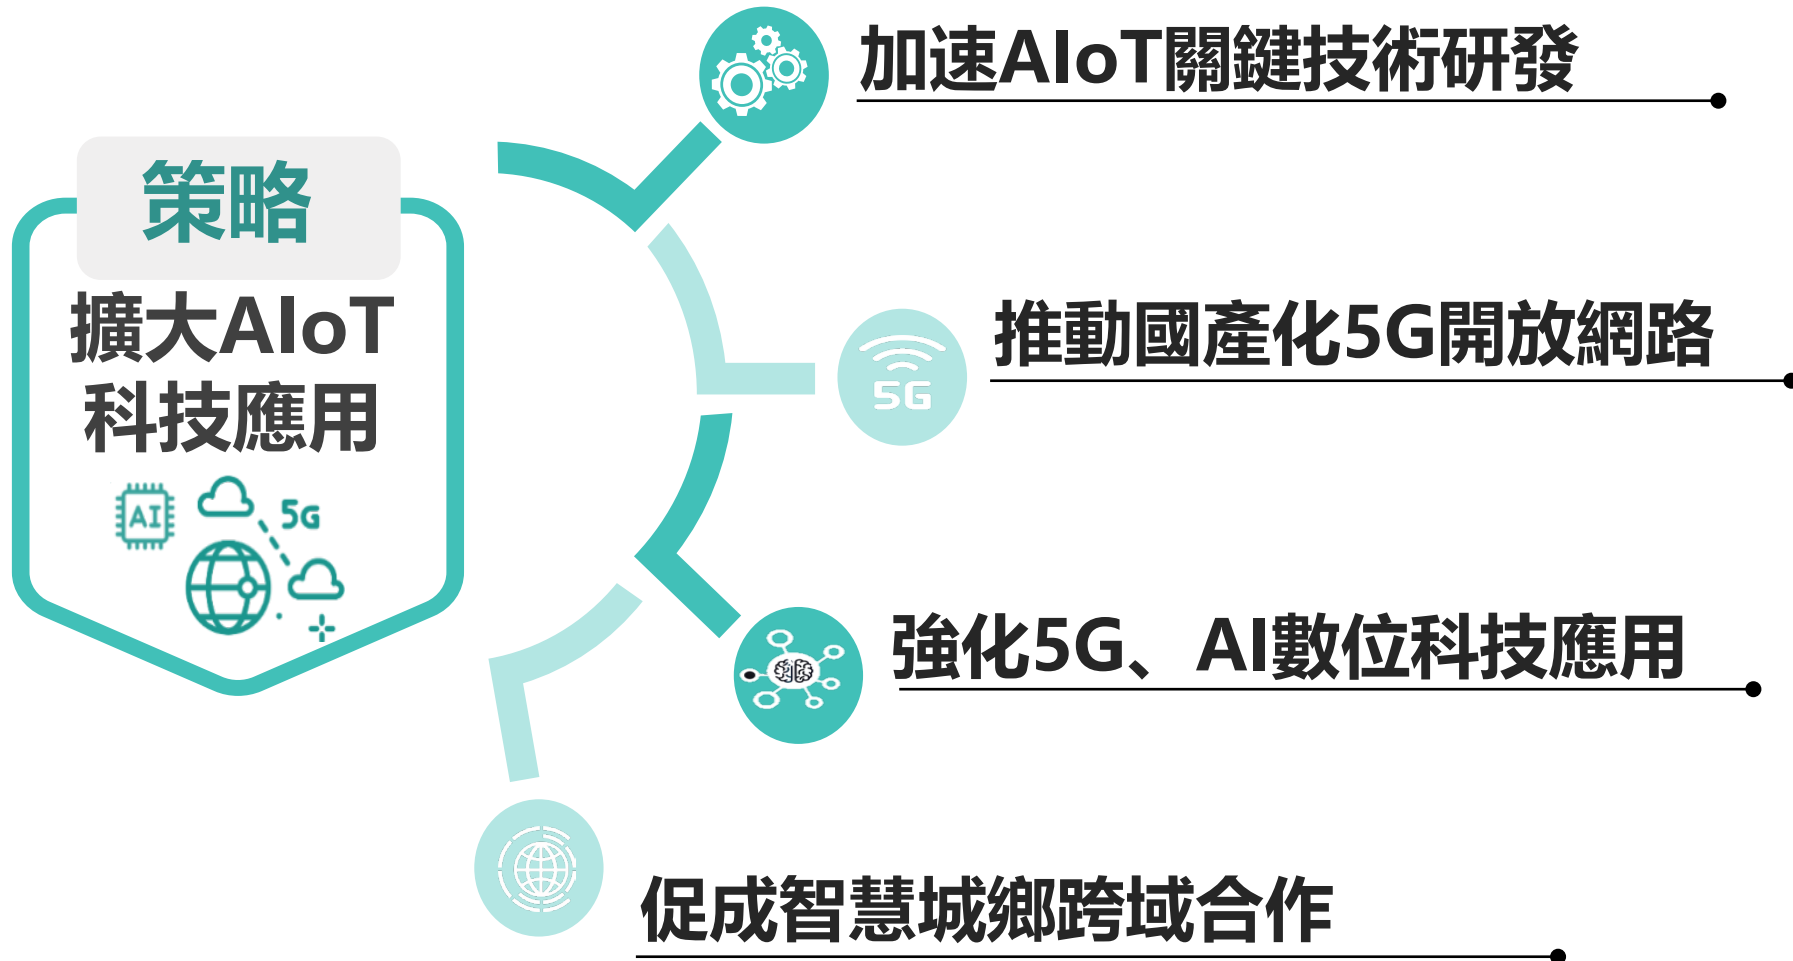 策略
擴大AIoT
科技應用
AI
5G
加速AIoT關鍵技術研發
推動國產化5G開放網路
5G
強化5G、AI數位科技應用
促成智慧城鄉跨域合作